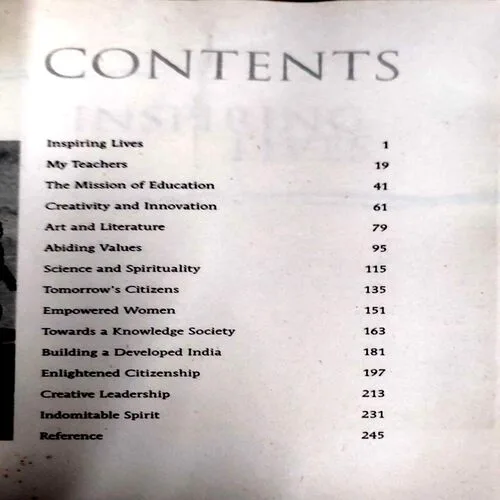 CONTENTS
Inspiring Lives 1
My Teachers 19
The Mission of Education 41
Creativity and Innovation 61
Art and Literature 79
Abiding Values 95
Science and Spirituality 115
Tomorrow's Citizens 135
Empowered Women 151
Towards a Knowledge Society 163
Building a Developed India 181
Enlightened Citizenship 197
Creative Leadership 213
Indomitable Spirit 231
Reference 245